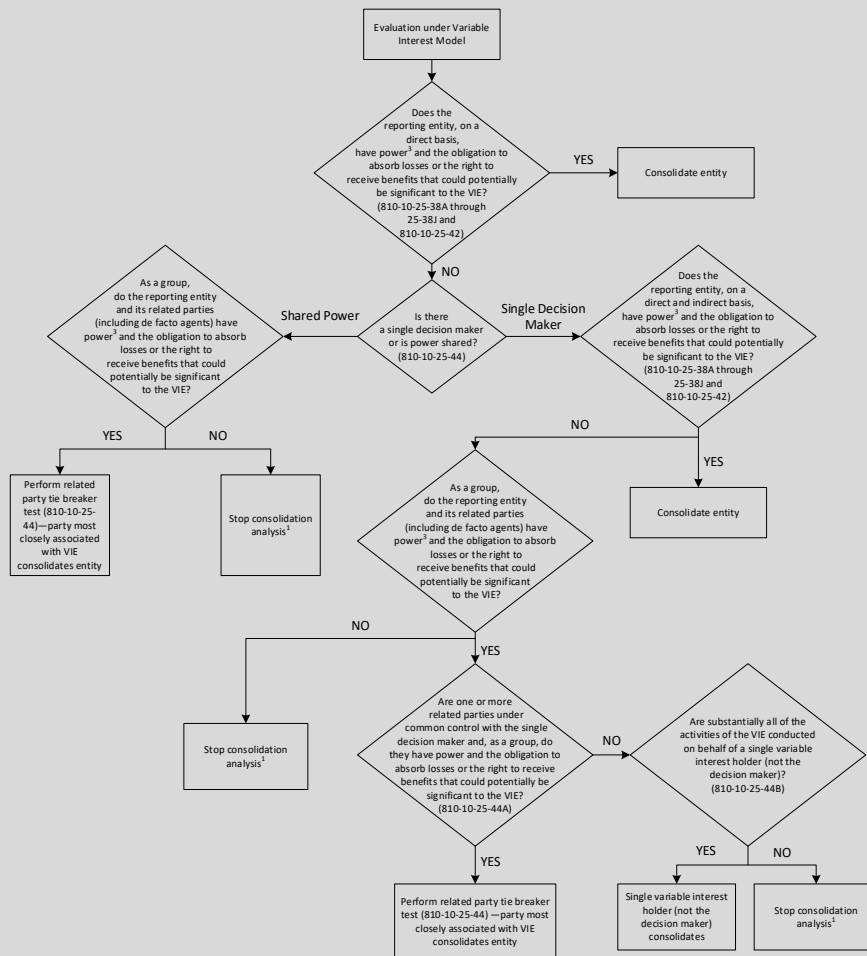 Evaluation under Variable
Interest Model
Does the
reporting entity, on a
direct basis,
have power³ and the obligation to
absorb losses or the right to
receive benefits that could potentially
be significant to the VIE?
(810-10-25-38A through
25-38J and
810-10-25-42)
YES
Consolidate entity
NO
As a group,
do the reporting entity
and its related parties
(including de facto agents) have
power³ and the obligation to absorb
losses or the right to
receive benefits that could
potentially be significant
to the VIE?
Shared Power
Is there
a single decision maker
or is power shared?
(810-10-25-44)
Single Decision
Maker
Does the
reporting entity, on a
direct and indirect basis,
have power³ and the obligation to
absorb losses or the right to
receive benefits that could potentially
be significant to the VIE?
(810-10-25-38A through
25-38J and
810-10-25-42)
YES
NO
Perform related
party tie breaker
test (810-10-25-
44)—party most
closely associated
with VIE
consolidates entity
Stop consolidation
analysis¹
NO
YES
Consolidate entity
As a group,
do the reporting entity
and its related parties
(including de facto agents) have
power³ and the obligation to absorb
losses or the right to
receive benefits that could
potentially be significant
to the VIE?
NO
YES
Stop consolidation
analysis¹
Are one or more
related parties under
common control with the single
decision maker and, as a group, do
they have power and the obligation to
absorb losses or the right to receive
benefits that could potentially be
significant to the VIE?
(810-10-25-44A)
NO
Are substantially all of the
activities of the VIE conducted
on behalf of a single variable
interest holder (not the
decision maker)?
(810-10-25-44B)
YES
Perform related party tie breaker
test (810-10-25-44) —party most
closely associated with VIE
consolidates entity
YES
NO
Single variable interest
holder (not the
decision maker)
consolidates
Stop consolidation
analysis¹